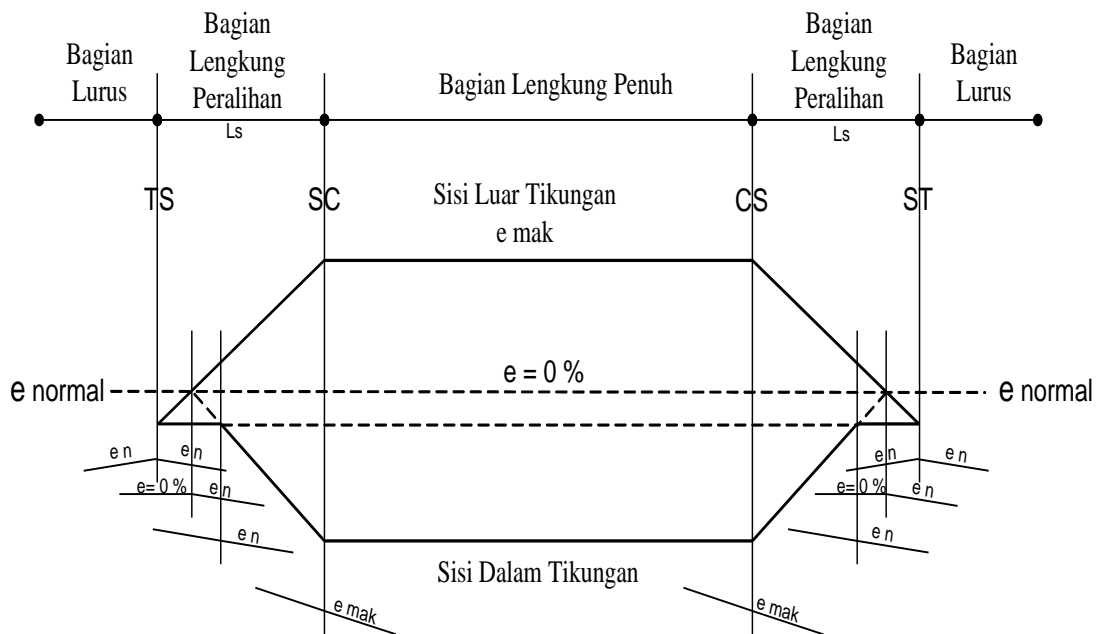 Bagian
Lurus
Bagian
Lengkung
Peralihan
Ls
Bagian Lengkung Penuh
Bagian
Lengkung
Peralihan
Ls
Bagian
Lurus
TS
SC
Sisi Luar Tikungan
e mak
CS
ST
e normal
e = 0 %
e normal
e n
e n
e n
e n
e= 0 %
e n
e= 0 %
e n
e n
e n
Sisi Dalam Tikungan
e mak
e mak